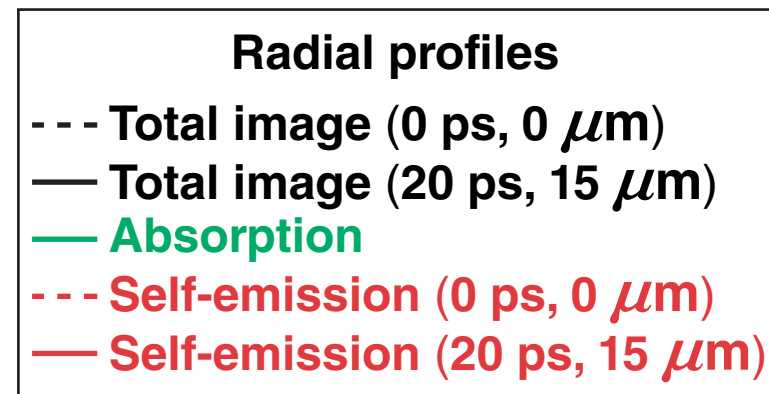 Radial profiles
Total image (0 ps, 0 μm)
Total image (20 ps, 15 μm)
Absorption
Self-emission (0 ps, 0 μm)
Self-emission (20 ps, 15 μm)